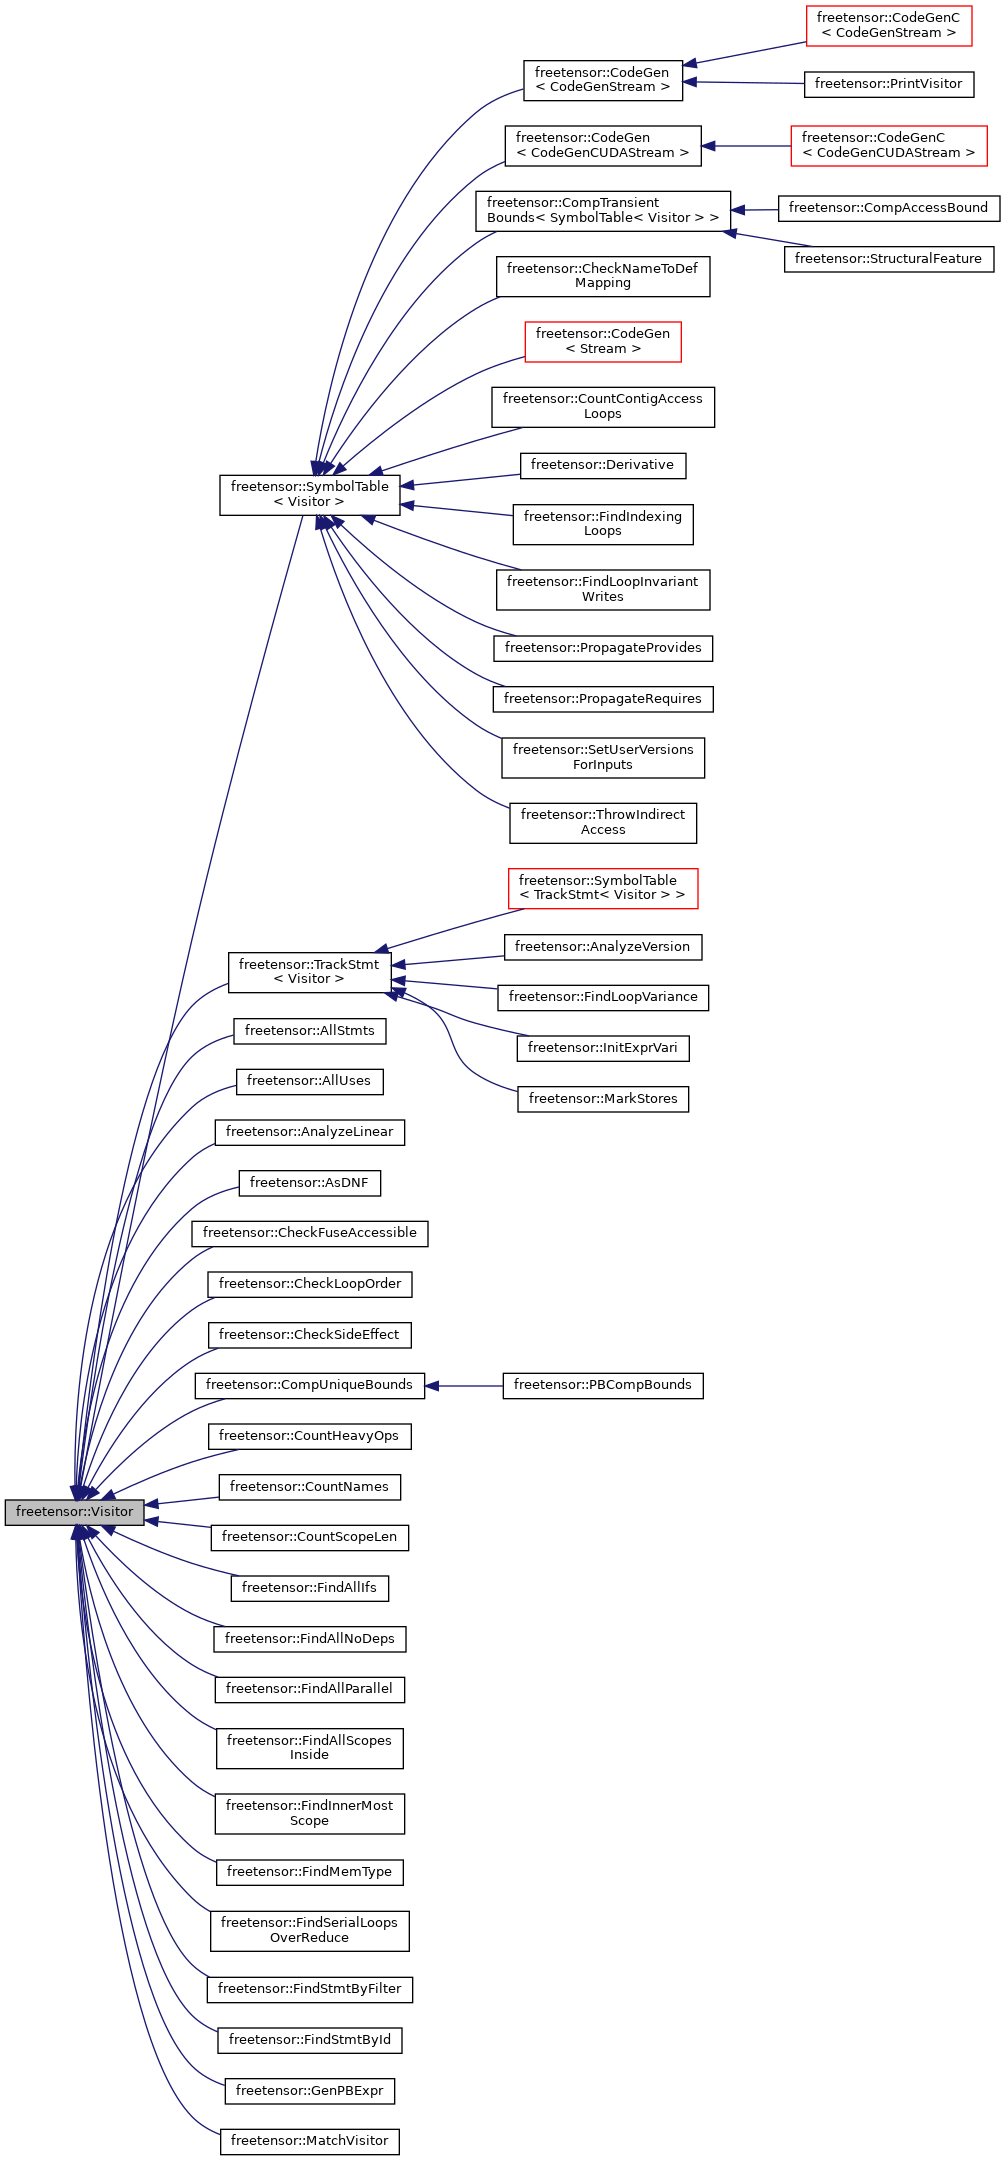 freetensor::CodeGenC
< CodeGenStream >
freetensor::CodeGen
< CodeGenStream >
freetensor::PrintVisitor
freetensor::CodeGen
< CodeGenCUDAStream >
freetensor::CodeGenC
< CodeGenCUDAStream >
freetensor::CompTransient
Bounds< SymbolTable< Visitor > >
freetensor::CompAccessBound
freetensor::StructuralFeature
freetensor::CheckNameToDef
Mapping
freetensor::CodeGen
< Stream >
freetensor::CountContigAccess
Loops
freetensor::Derivative
freetensor::SymbolTable
< Visitor >
freetensor::FindIndexing
Loops
freetensor::FindLoopInvariant
Writes
freetensor::PropagateProvides
freetensor::PropagateRequires
freetensor::SetUserVersions
ForInputs
freetensor::ThrowIndirect
Access
freetensor::SymbolTable
< TrackStmt< Visitor > >
freetensor::AnalyzeVersion
freetensor::TrackStmt
< Visitor >
freetensor::FindLoopVariance
freetensor::AllStmts
freetensor::InitExprVari
freetensor::AllUses
freetensor::MarkStores
freetensor::AnalyzeLinear
freetensor::AsDNF
freetensor::CheckFuseAccessible
freetensor::CheckLoopOrder
freetensor::CheckSideEffect
freetensor::CompUniqueBounds
freetensor::PBCompBounds
freetensor::CountHeavyOps
freetensor::CountNames
freetensor::Visitor
freetensor::CountScopeLen
freetensor::FindAllIfs
freetensor::FindAllNoDeps
freetensor::FindAllParallel
freetensor::FindAllScopes
Inside
freetensor::FindInnerMost
Scope
freetensor::FindMemType
freetensor::FindSerialLoops
OverReduce
freetensor::FindStmtByFilter
freetensor::FindStmtById
freetensor::GenPBExpr
freetensor::MatchVisitor